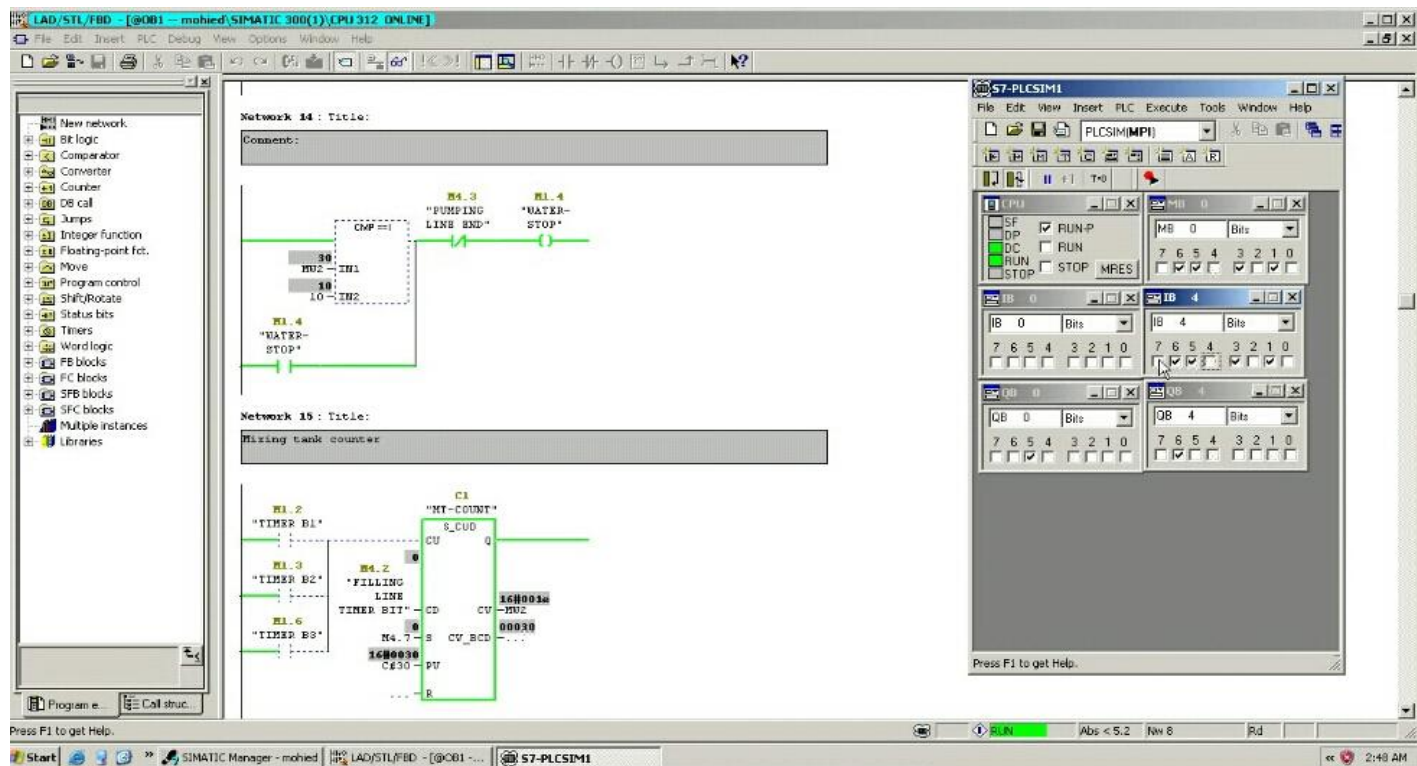 LAD/STL/FBD - [@OB1 -- mohied\SIMATIC 300(1)\CPU 312 ONLINE]
File Edit Insert PLC Debug View Options Window Help
New network
Bit logic
Comparator
Converter
Counter
DB call
Jumps
Integer function
Floating-point fct.
Move
Program control
Shift/Rotate
Status bits
Timers
Word logic
FB blocks
FC blocks
SFB blocks
SFC blocks
Multiple instances
Libraries
Program e...
Call struc...
Network 14 : Title:
Comment:
M4.3
"PUMPING
LINE END"
M1.4
"WATER-
STOP"
CMP ==I
30
MW2
IN1
10
10
IN2
M1.4
"WATER-
STOP"
Network 15 : Title:
Mixing tank counter
C1
"MT-COUNT"
S_CUD
M1.2
"TIMER B1"
CU
Q
0
M1.3
"TIMER B2"
M4.2
"FILLING
LINE
TIMER BIT"
CD
16#001e
CV
MW2
M1.6
"TIMER B3"
0
M4.7
S
00030
CV_BCD
...
16#0030
C#30
PV
...
R
S7-PLCSIM1
File Edit View Insert PLC Execute Tools Window Help
PLCSIM(MPI)
T=0
CPU
SF
DP
DC
RUN
STOP
RUN-P
RUN
STOP
MRES
MB 0
MB 0 Bits
7 6 5 4 3 2 1 0
IB 0
IB 0 Bits
7 6 5 4 3 2 1 0
IB 4
IB 4 Bits
7 6 5 4 3 2 1 0
QB 0
QB 0 Bits
7 6 5 4 3 2 1 0
QB 4
QB 4 Bits
7 6 5 4 3 2 1 0
Press F1 to get Help.
Press F1 to get Help.
RUN
Abs < 5.2
Nw 8
Rd
Start
SIMATIC Manager - mohied
LAD/STL/FBD - [@OB1 -...
S7-PLCSIM1
2:48 AM